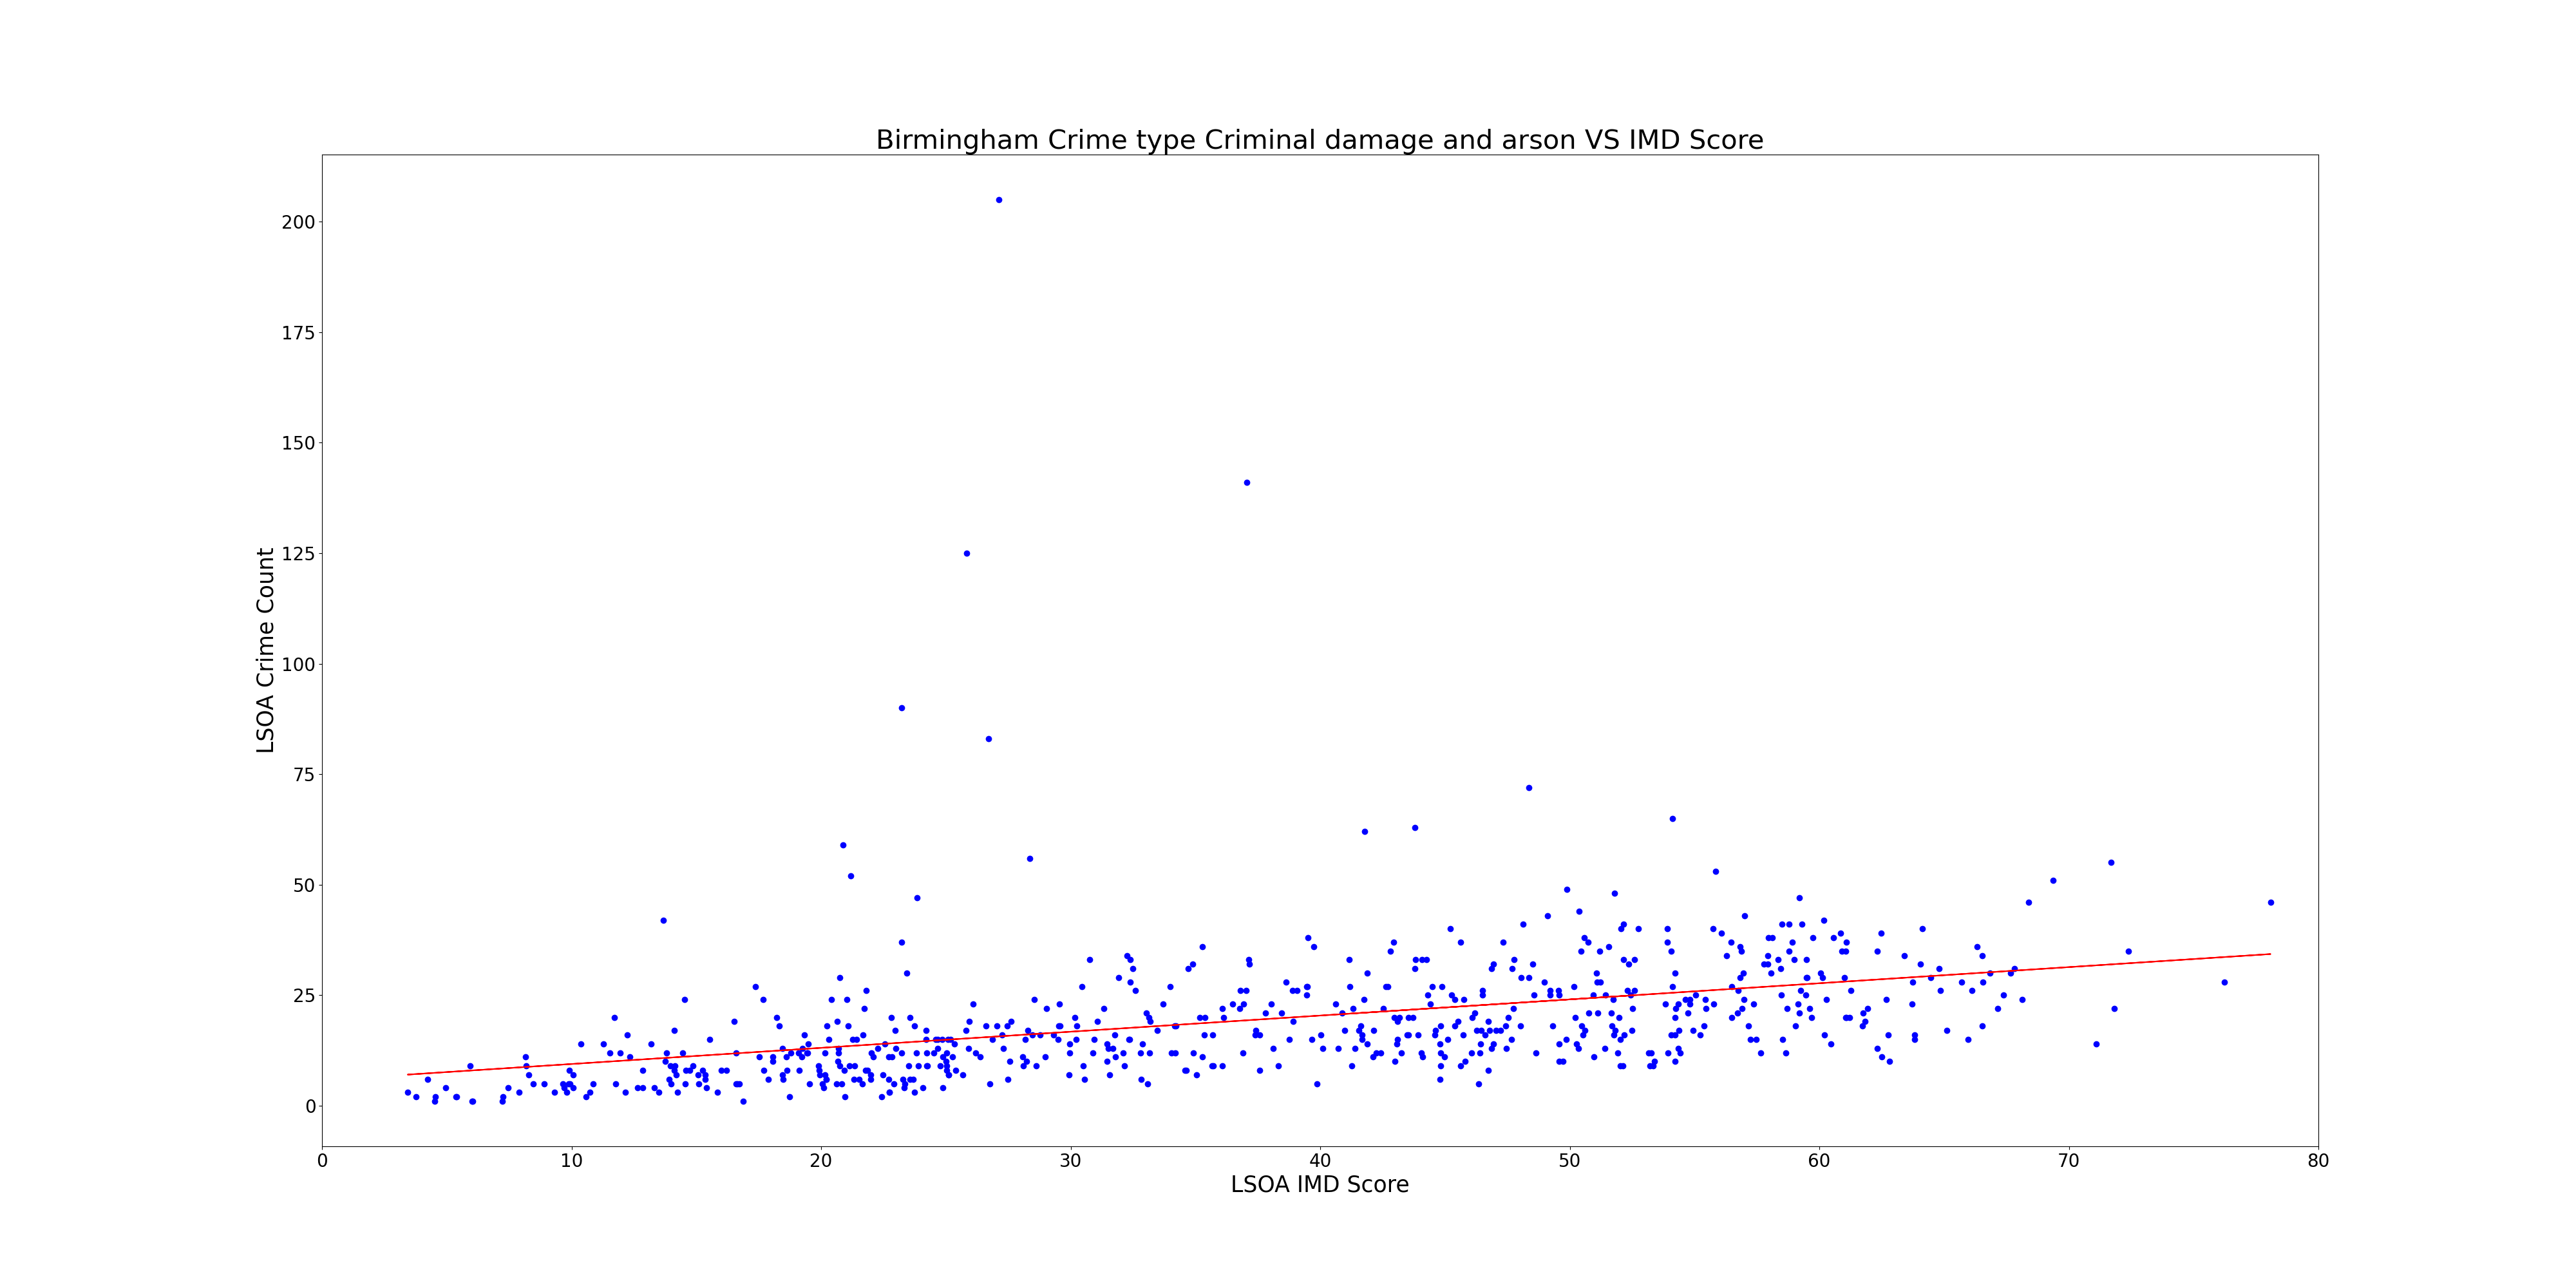 Birmingham Crime type Criminal damage and arson VS IMD Score
200
175
150
125
100
75
50
25
0
LSOA Crime Count
0 10 20 30 40 50 60 70 80
LSOA IMD Score